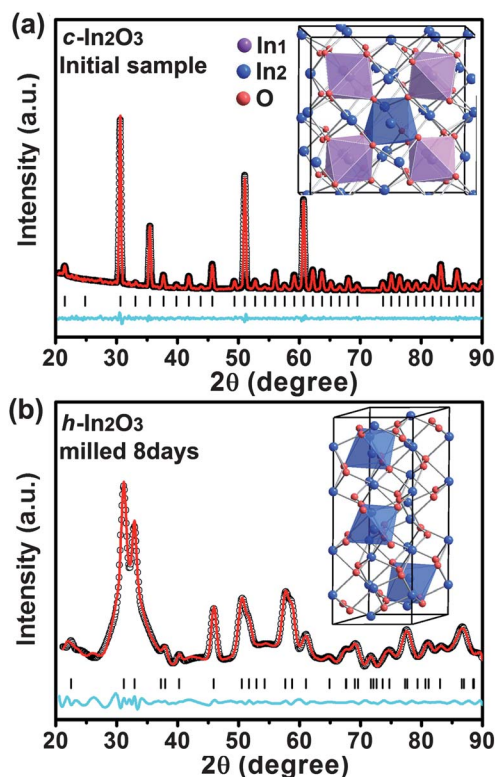 (a)
c-In2O3
Initial sample
In1
In2
O
Intensity (a.u.)
20 30 40 50 60 70 80 90
2θ (degree)
(b)
h-In2O3
milled 8days
Intensity (a.u.)
20 30 40 50 60 70 80 90
2θ (degree)